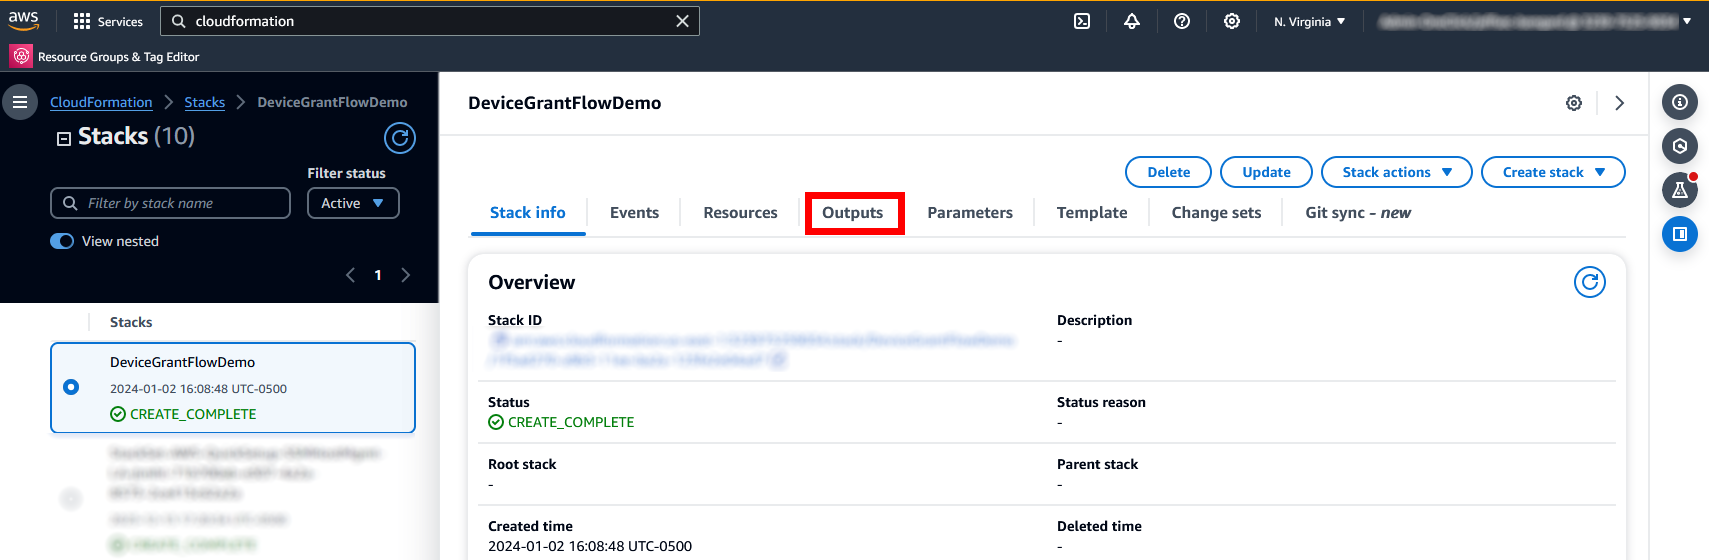 aws Services cloudformation N. Virginia
Resource Groups & Tag Editor
CloudFormation Stacks DeviceGrantFlowDemo
Stacks (10)
Filter status
Filter by stack name Active
View nested
1
Stacks
DeviceGrantFlowDemo
2024-01-02 16:08:48 UTC-0500
CREATE_COMPLETE
DeviceGrantFlowDemo
Delete Update Stack actions Create stack
Stack info Events Resources Outputs Parameters Template Change sets Git sync - new
Overview
Stack ID Description
-
Status Status reason
CREATE_COMPLETE -
Root stack Parent stack
- -
Created time Deleted time
2024-01-02 16:08:48 UTC-0500 -